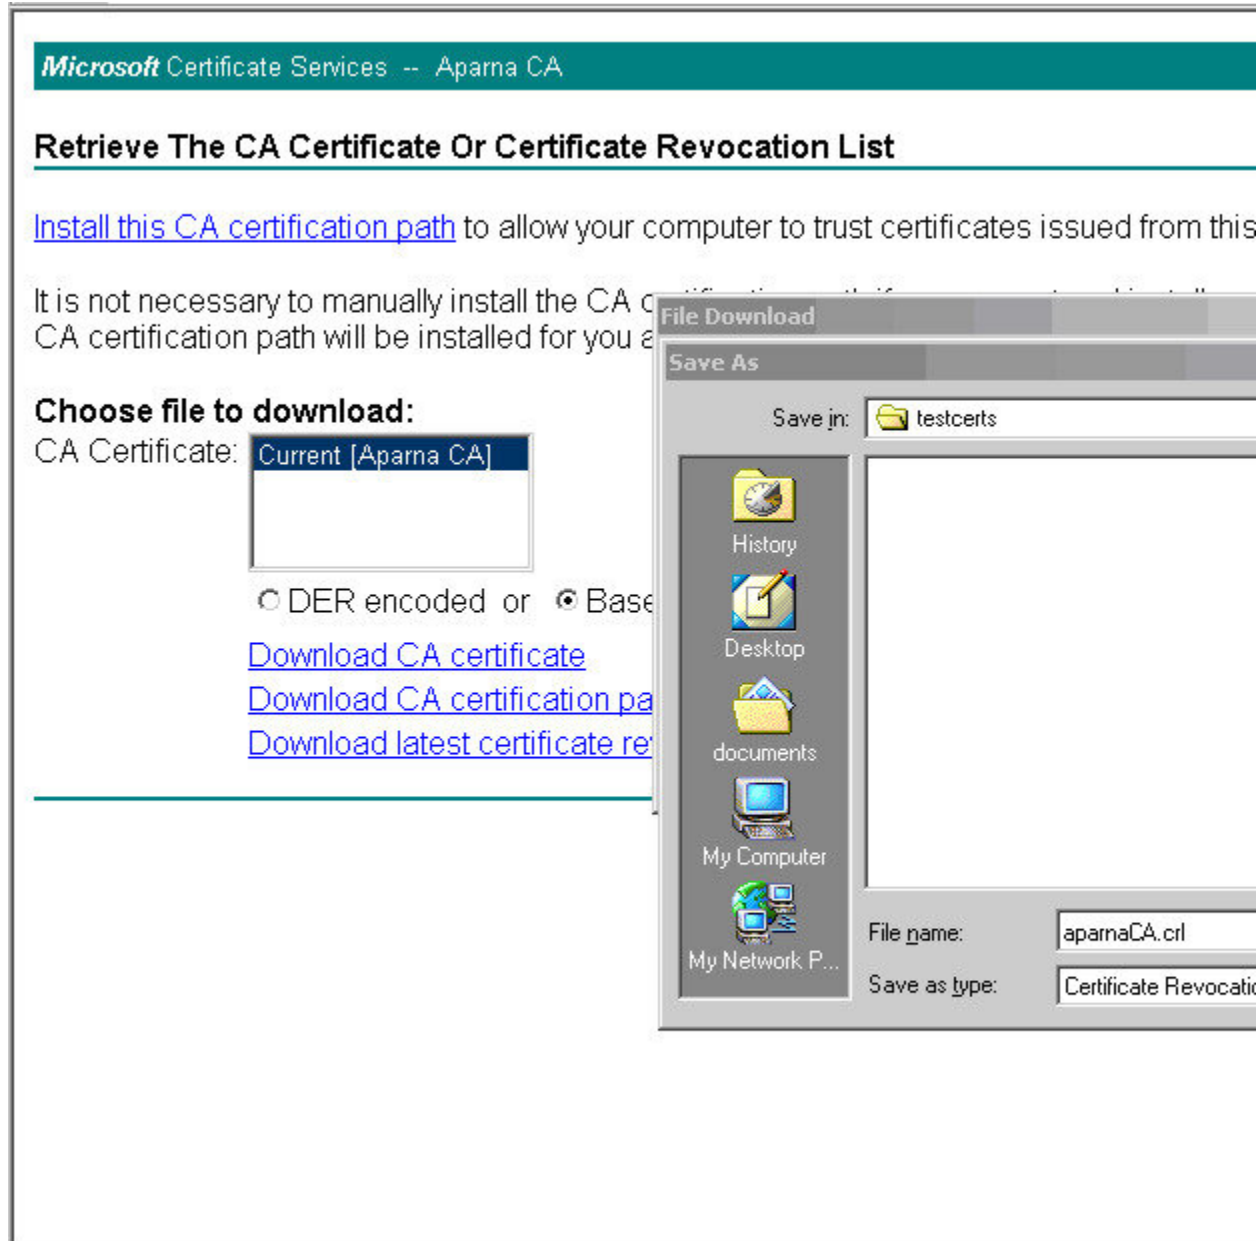 Microsoft Certificate Services -- Aparna CA
Retrieve The CA Certificate Or Certificate Revocation List
Install this CA certification path to allow your computer to trust certificates issued from this
It is not necessary to manually install the CA
CA certification path will be installed for you
File Download
Save As
Choose file to download:
CA Certificate:
Current [Aparna CA]
DER encoded or Base
Download CA certificate
Download CA certification pa
Download latest certificate re
Save in:
testcerts
History
Desktop
documents
My Computer
My Network P...
File name:
aparnaCA.crl
Save as type:
Certificate Revocatio